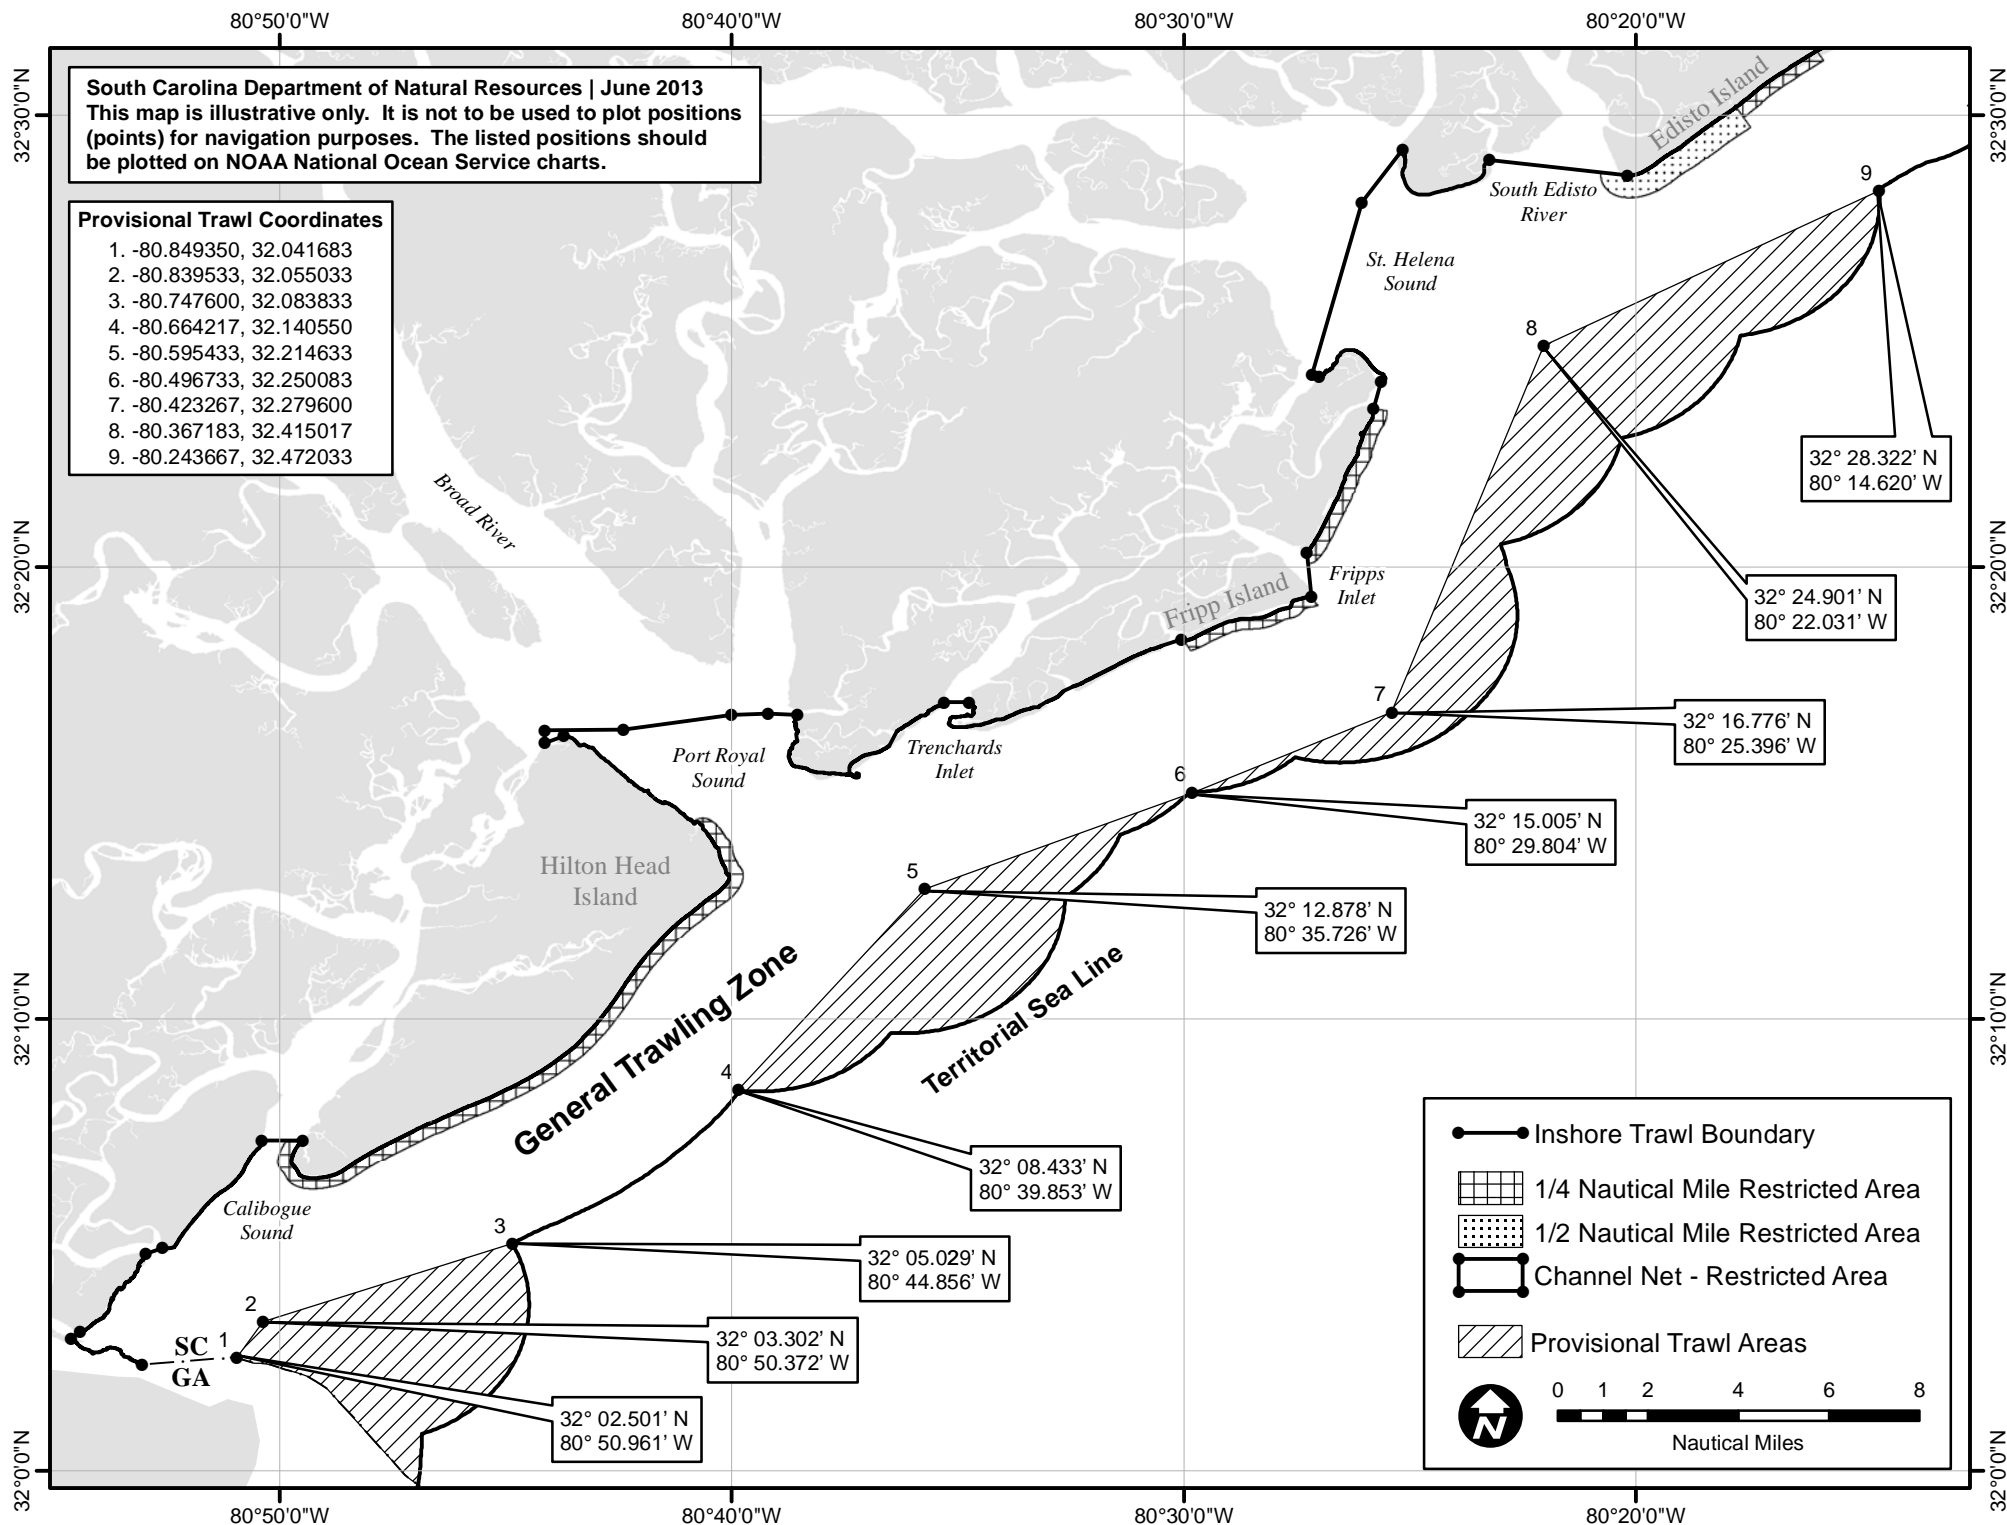 80°50'0"W 80°40'0"W 80°30'0"W 80°20'0"W
South Carolina Department of Natural Resources | June 2013
This map is illustrative only. It is not to be used to plot positions
(points) for navigation purposes. The listed positions should
be plotted on NOAA National Ocean Service charts.
Provisional Trawl Coordinates
1. -80.849350, 32.041683
2. -80.839533, 32.055033
3. -80.747600, 32.083833
4. -80.664217, 32.140550
5. -80.595433, 32.214633
6. -80.496733, 32.250083
7. -80.423267, 32.279600
8. -80.367183, 32.415017
9. -80.243667, 32.472033
32°30'0"N
32°30'0"N
Edisto Island
South Edisto
River
9
St. Helena
Sound
8
32° 28.322' N
80° 14.620' W
Broad River
32°20'0"N
32°20'0"N
Fripps
Inlet
Fripp Island
32° 24.901' N
80° 22.031' W
7
32° 16.776' N
80° 25.396' W
Port Royal
Sound
Trenchards
Inlet
6
32° 15.005' N
80° 29.804' W
Hilton Head
Island
5
32° 12.878' N
80° 35.726' W
General Trawling Zone
Territorial Sea Line
32°10'0"N
32°10'0"N
4
32° 08.433' N
80° 39.853' W
Calibogue
Sound
3
32° 05.029' N
80° 44.856' W
2
32° 03.302' N
80° 50.372' W
SC
1
GA
32° 02.501' N
80° 50.961' W
Inshore Trawl Boundary
1/4 Nautical Mile Restricted Area
1/2 Nautical Mile Restricted Area
Channel Net - Restricted Area
Provisional Trawl Areas
N
0 1 2 4 6 8
Nautical Miles
32°0'0"N
32°0'0"N
80°50'0"W 80°40'0"W 80°30'0"W 80°20'0"W